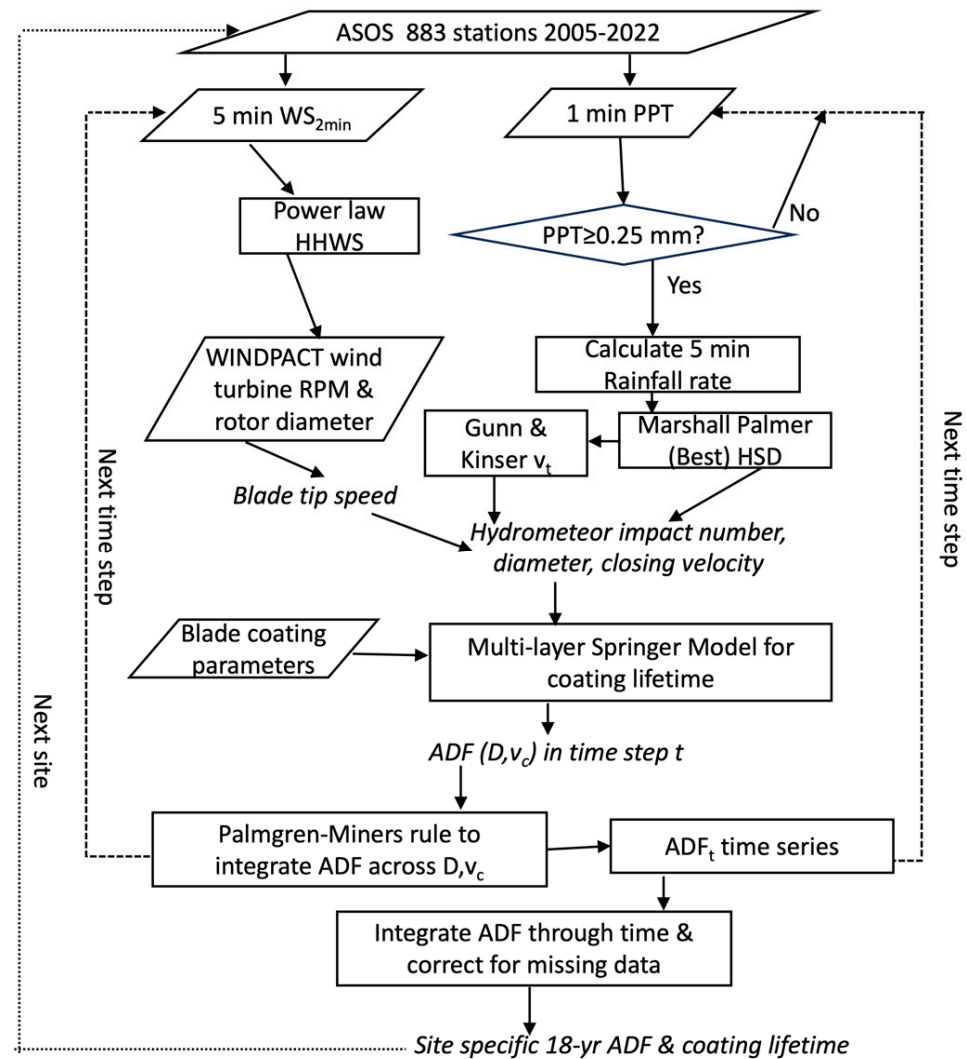 ASOS 883 stations 2005-2022
5 min WS2min
1 min PPT
Power law
HHWS
PPT≥0.25 mm?
No
Yes
WINDPACT wind
turbine RPM &
rotor diameter
Calculate 5 min
Rainfall rate
Gunn &
Kinser vt
Marshall Palmer
(Best) HSD
Blade tip speed
Hydrometeor impact number,
diameter, closing velocity
Blade coating
parameters
Multi-layer Springer Model for
coating lifetime
ADF (D,vc) in time step t
Palmgren-Miners rule to
integrate ADF across D,vc
ADFt time series
Integrate ADF through time &
correct for missing data
Site specific 18-yr ADF & coating lifetime
Next site
Next time step
Next time step